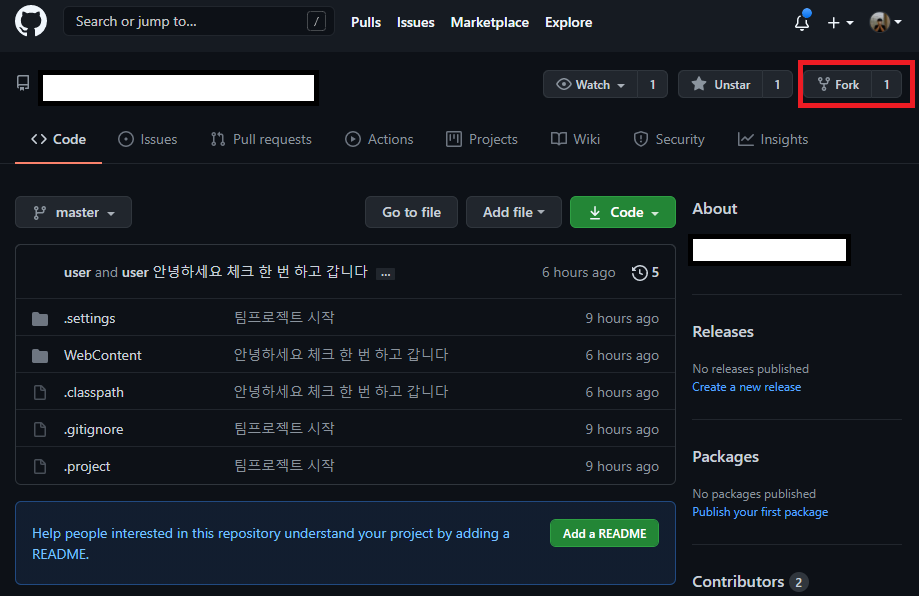 Search or jump to... / Pulls Issues Marketplace Explore
Watch 1 Unstar 1 Fork 1
Code Issues Pull requests Actions Projects Wiki Security Insights
master Go to file Add file Code
About
user and user 안녕하세요 체크 한 번 하고 갑니다 ... 6 hours ago 5
.settings 팀프로젝트 시작 9 hours ago
WebContent 안녕하세요 체크 한 번 하고 갑니다 6 hours ago
.classpath 안녕하세요 체크 한 번 하고 갑니다 6 hours ago
.gitignore 팀프로젝트 시작 9 hours ago
.project 팀프로젝트 시작 9 hours ago
Releases
No releases published
Create a new release
Packages
No packages published
Publish your first package
Help people interested in this repository understand your project by adding a
README.
Add a README
Contributors 2